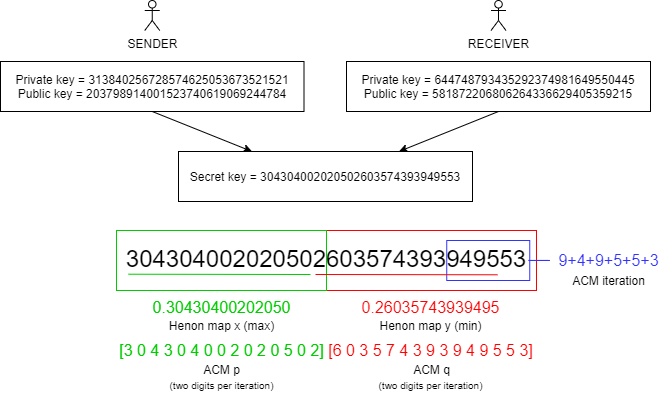 SENDER
RECEIVER
Private key = 313840256728574625053673521521
Public key = 203798914001523740619069244784
Private key = 644748793435292374981649550445
Public key = 581872206806264336629405359215
Secret key = 304304002020502603574393949553
304304002020502603574393949553
9+4+9+5+5+3
ACM iteration
0.30430400202050
Henon map x (max)
0.26035743939495
Henon map y (min)
[3 0 4 3 0 4 0 0 2 0 2 0 5 0 2]
ACM p
(two digits per iteration)
[6 0 3 5 7 4 3 9 3 9 4 9 5 5 3]
ACM q
(two digits per iteration)